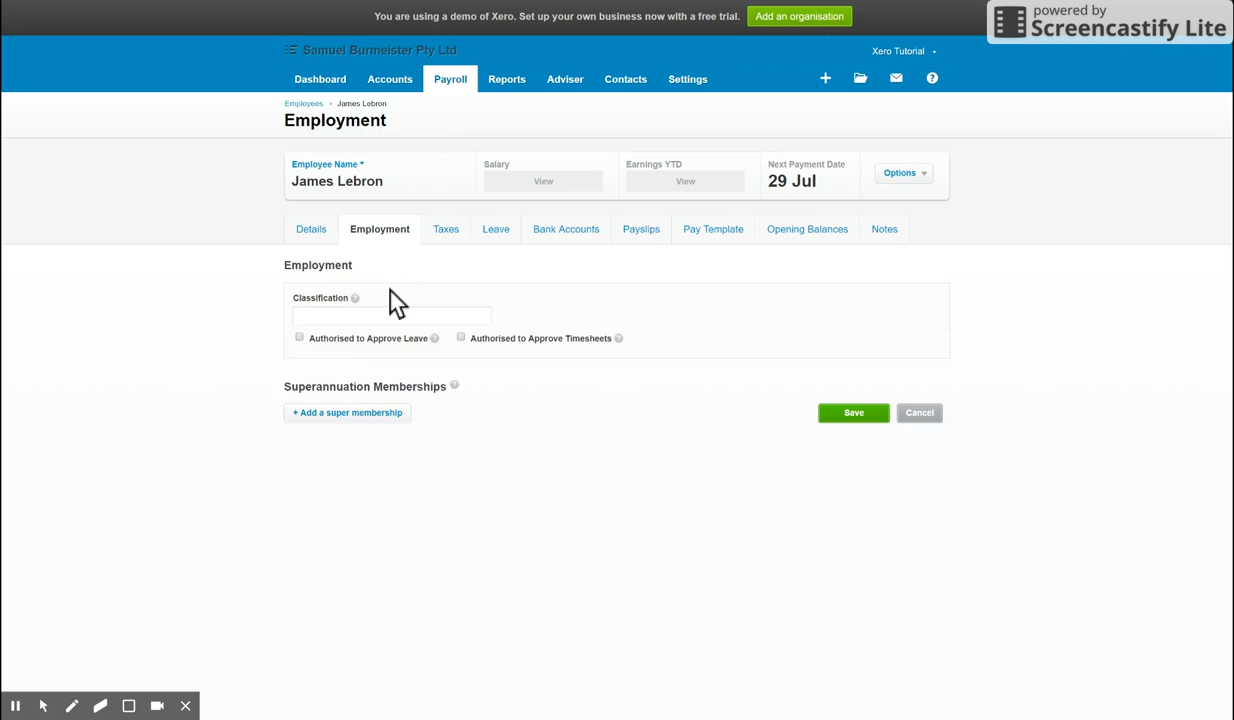 You are using a demo of Xero. Set up your own business now with a free trial. Add an organisation
powered by
Screencastify Lite
Samuel Burmeister Pty Ltd
Xero Tutorial
Dashboard Accounts Payroll Reports Adviser Contacts Settings + ?
Employees › James Lebron
Employment
Employee Name Salary Earnings YTD Next Payment Date
James Lebron View View 29 Jul Options
Details Employment Taxes Leave Bank Accounts Payslips Pay Template Opening Balances Notes
Employment
Classification ?
Authorised to Approve Leave ? Authorised to Approve Timesheets ?
Superannuation Memberships ?
+ Add a super membership Save Cancel